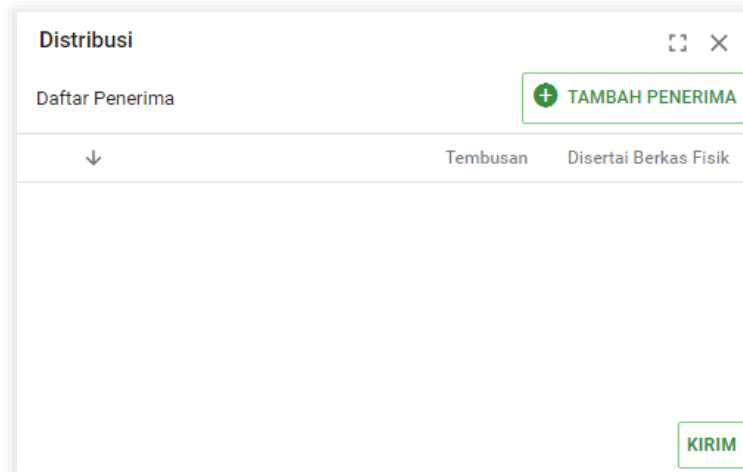 Distribusi
Daftar Penerima
TAMBAH PENERIMA
Tembusan Disertai Berkas Fisik
KIRIM